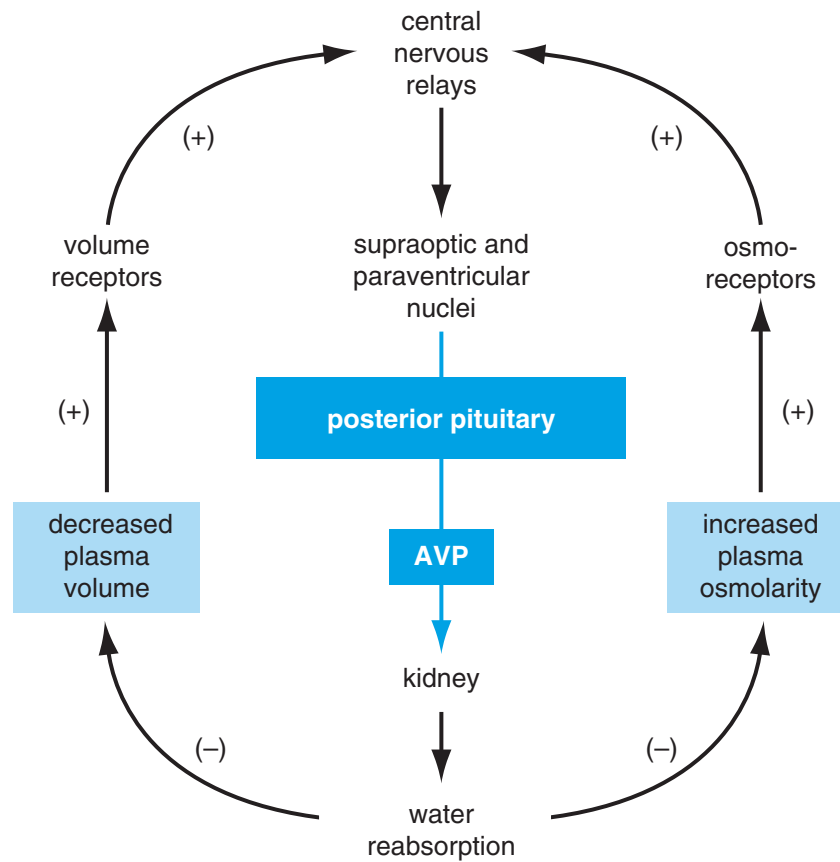 central
nervous
relays
(+)
(+)
volume
receptors
supraoptic and
paraventricular
nuclei
osmo-
receptors
(+)
posterior pituitary
(+)
decreased
plasma
volume
AVP
increased
plasma
osmolarity
kidney
(–)
(–)
water
reabsorption